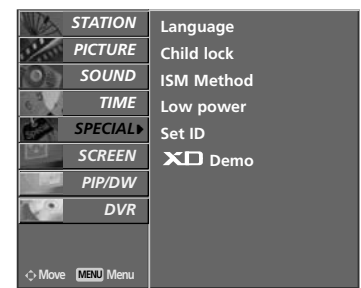 STATION
PICTURE
SOUND
TIME
SPECIAL
SCREEN
PIP/DW
DVR
Move MENU Menu
Language
Child lock
ISM Method
Low power
Set ID
XD Demo